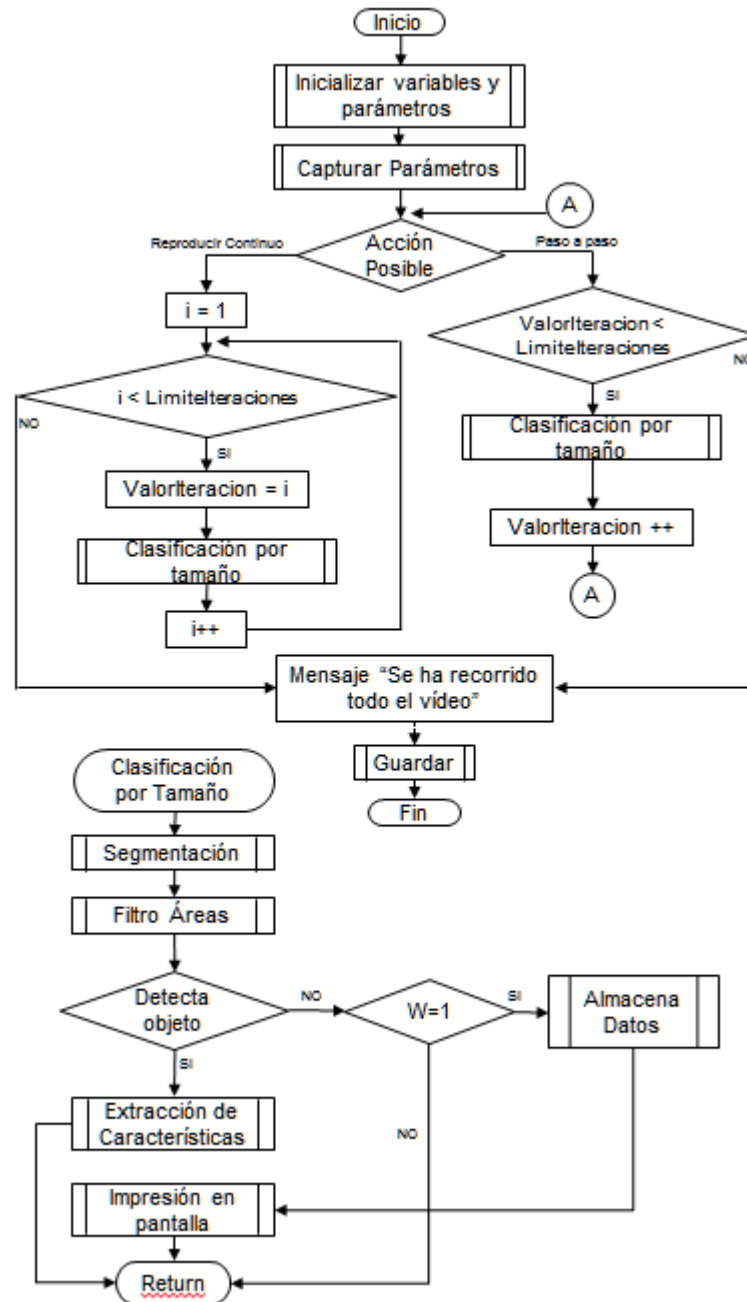 Inicio
Inicializar variables y
parámetros
Capturar Parámetros
A
Reproducir Continuo
Acción
Posible
Paso a paso
i = 1
ValorIteracion <
LimiteIteraciones
NO
i < LimiteIteraciones
NO
SI
SI
Clasificación por
tamaño
ValorIteracion = i
ValorIteracion ++
Clasificación por
tamaño
A
i++
Mensaje “Se ha recorrido
todo el vídeo”
Guardar
Fin
Clasificación
por Tamaño
Segmentación
Filtro Áreas
Detecta
objeto
NO
W=1
SI
Almacena
Datos
SI
Extracción de
Características
NO
Impresión en
pantalla
Return